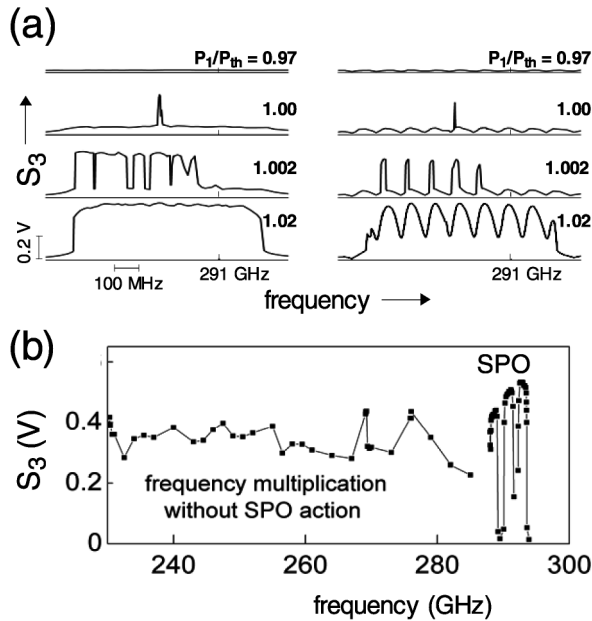 (a)
P1/Pth = 0.97
P1/Pth = 0.97
1.00
1.00
S3
1.002
1.002
1.02
1.02
0.2 V
100 MHz
291 GHz
291 GHz
frequency
(b)
SPO
S3 (V)
0.4
0.2
0
frequency multiplication
without SPO action
240
260
280
300
frequency (GHz)